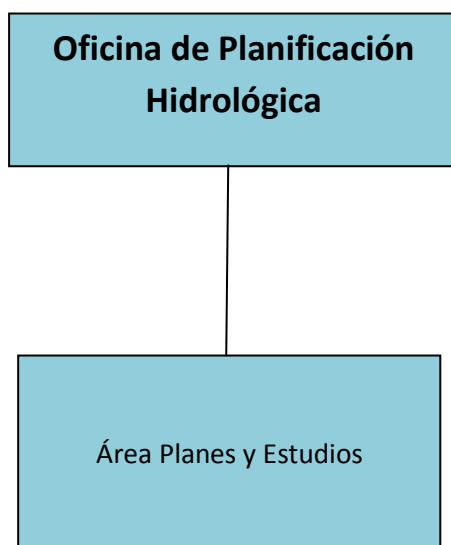 Oficina de Planificación
Hidrológica
Área Planes y Estudios